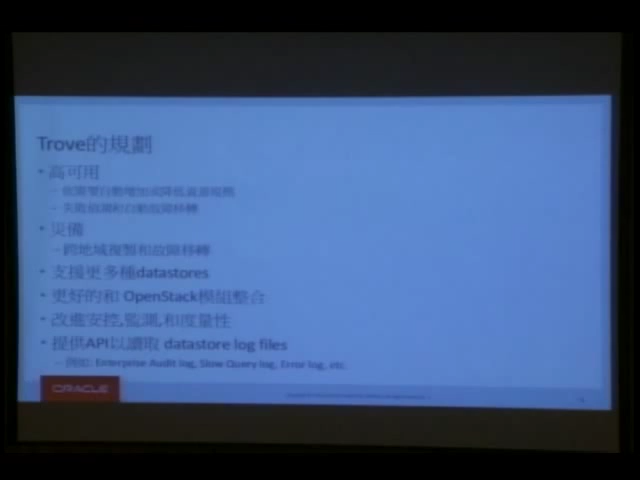 Trove的規劃
• 高可用
– 依需要自動增加或降低資源規模
– 失敗偵測和自動故障移轉
• 災備
– 跨地域複製和故障移轉
• 支援更多種datastores
• 更好的和 OpenStack模組整合
• 改進安控,監測,和度量性
• 提供API以讀取 datastore log files
– 例如: Enterprise Audit log, Slow Query log, Error log, etc.
ORACLE